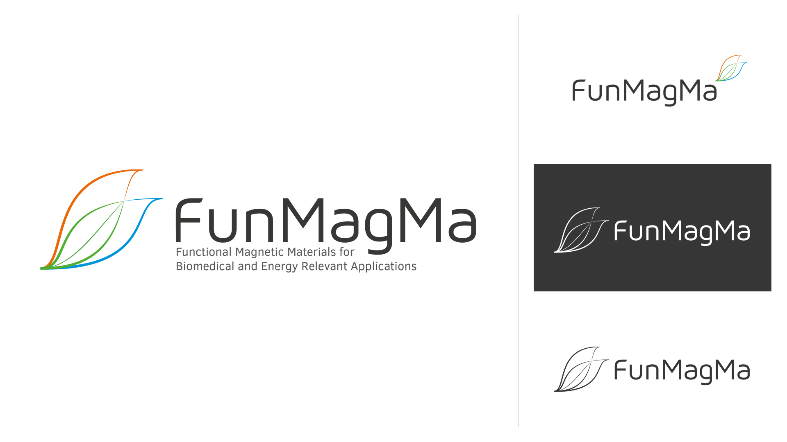 FunMagMa
Functional Magnetic Materials for
Biomedical and Energy Relevant Applications
FunMagMa
FunMagMa
FunMagMa